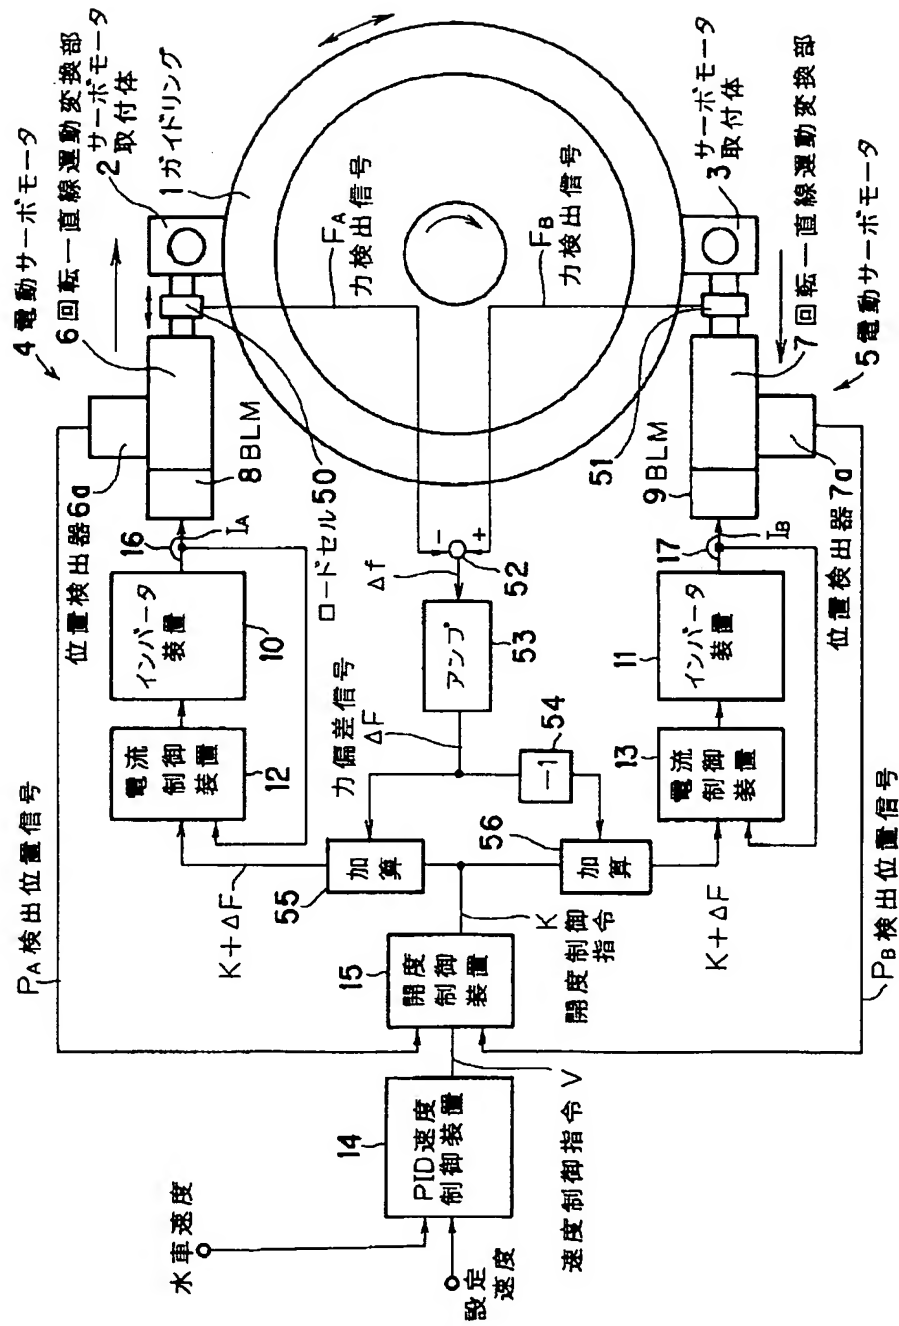 4 電動サーボモータ
6 回転ー直線運動変換部
サーボモータ
取付体
2
1 ガイドリング
6
6a
位置検出器
8 BLM
16
IA
インバータ
装置
10
電流
制御
装置
12
PA 検出位置信号
ロードセル 50
FA
力検出信号
FB
力検出信号
−
+
Δf
52
アンプ
53
力偏差信号
ΔF
−1
54
加算
55
加算
56
K+ΔF
K+ΔF
K
開度制御
指令
15
開度
制御
装置
V
速度制御指令
14
PID速度
制御装置
水車速度
設定
速度
サーボモータ
取付体
3
7 回転ー直線運動変換部
5 電動サーボモータ
51
9 BLM
7a
位置検出器
17
IB
インバータ
装置
11
電流
制御
装置
13
PB 検出位置信号